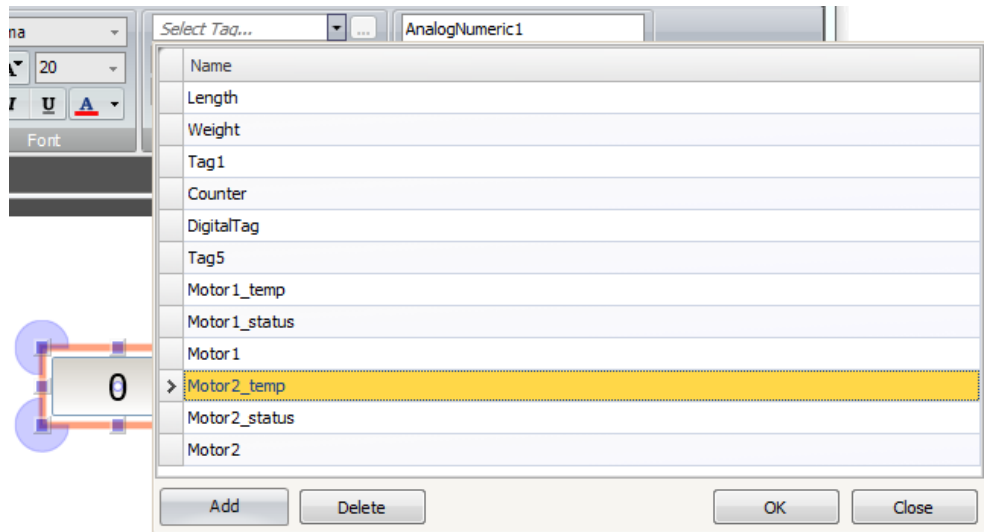 ma
Select Tag...
...
AnalogNumeric1
20
U
A
Font
Name
Length
Weight
Tag1
Counter
DigitalTag
Tag5
Motor1_temp
Motor1_status
Motor1
0
Motor2_temp
Motor2_status
Motor2
Add
Delete
OK
Close